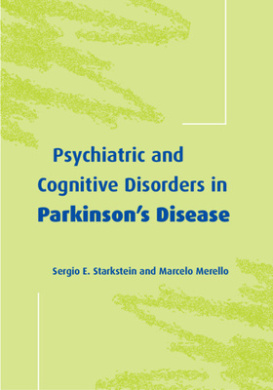 Psychiatric and
Cognitive Disorders in
Parkinson's Disease
Sergio E. Starkstein and Marcelo Merello